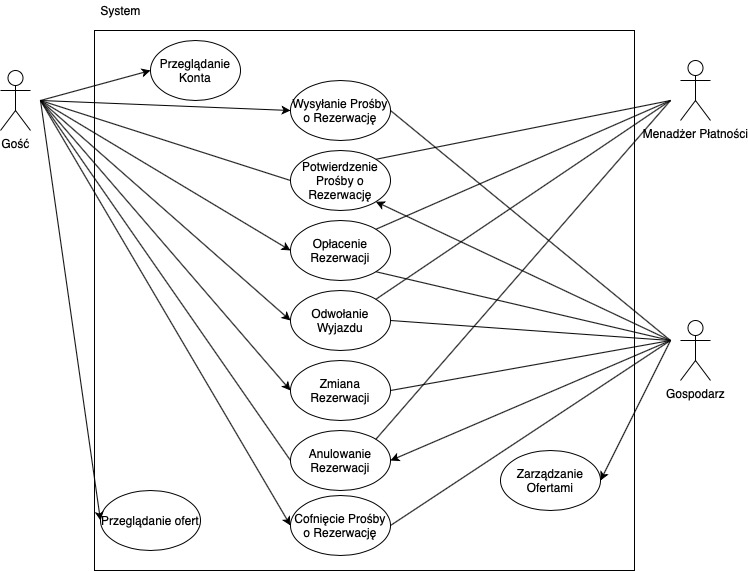 System
Przeglądanie
Konta
Wysyłanie Prośby
o Rezerwację
Gość
Menadżer Płatności
Potwierdzenie
Prośby o
Rezerwację
Opłacenie
Rezerwacji
Odwołanie
Wyjazdu
Zmiana
Rezerwacji
Gospodarz
Anulowanie
Rezerwacji
Zarządzanie
Ofertami
Przeglądanie ofert
Cofnięcie Prośby
o Rezerwację